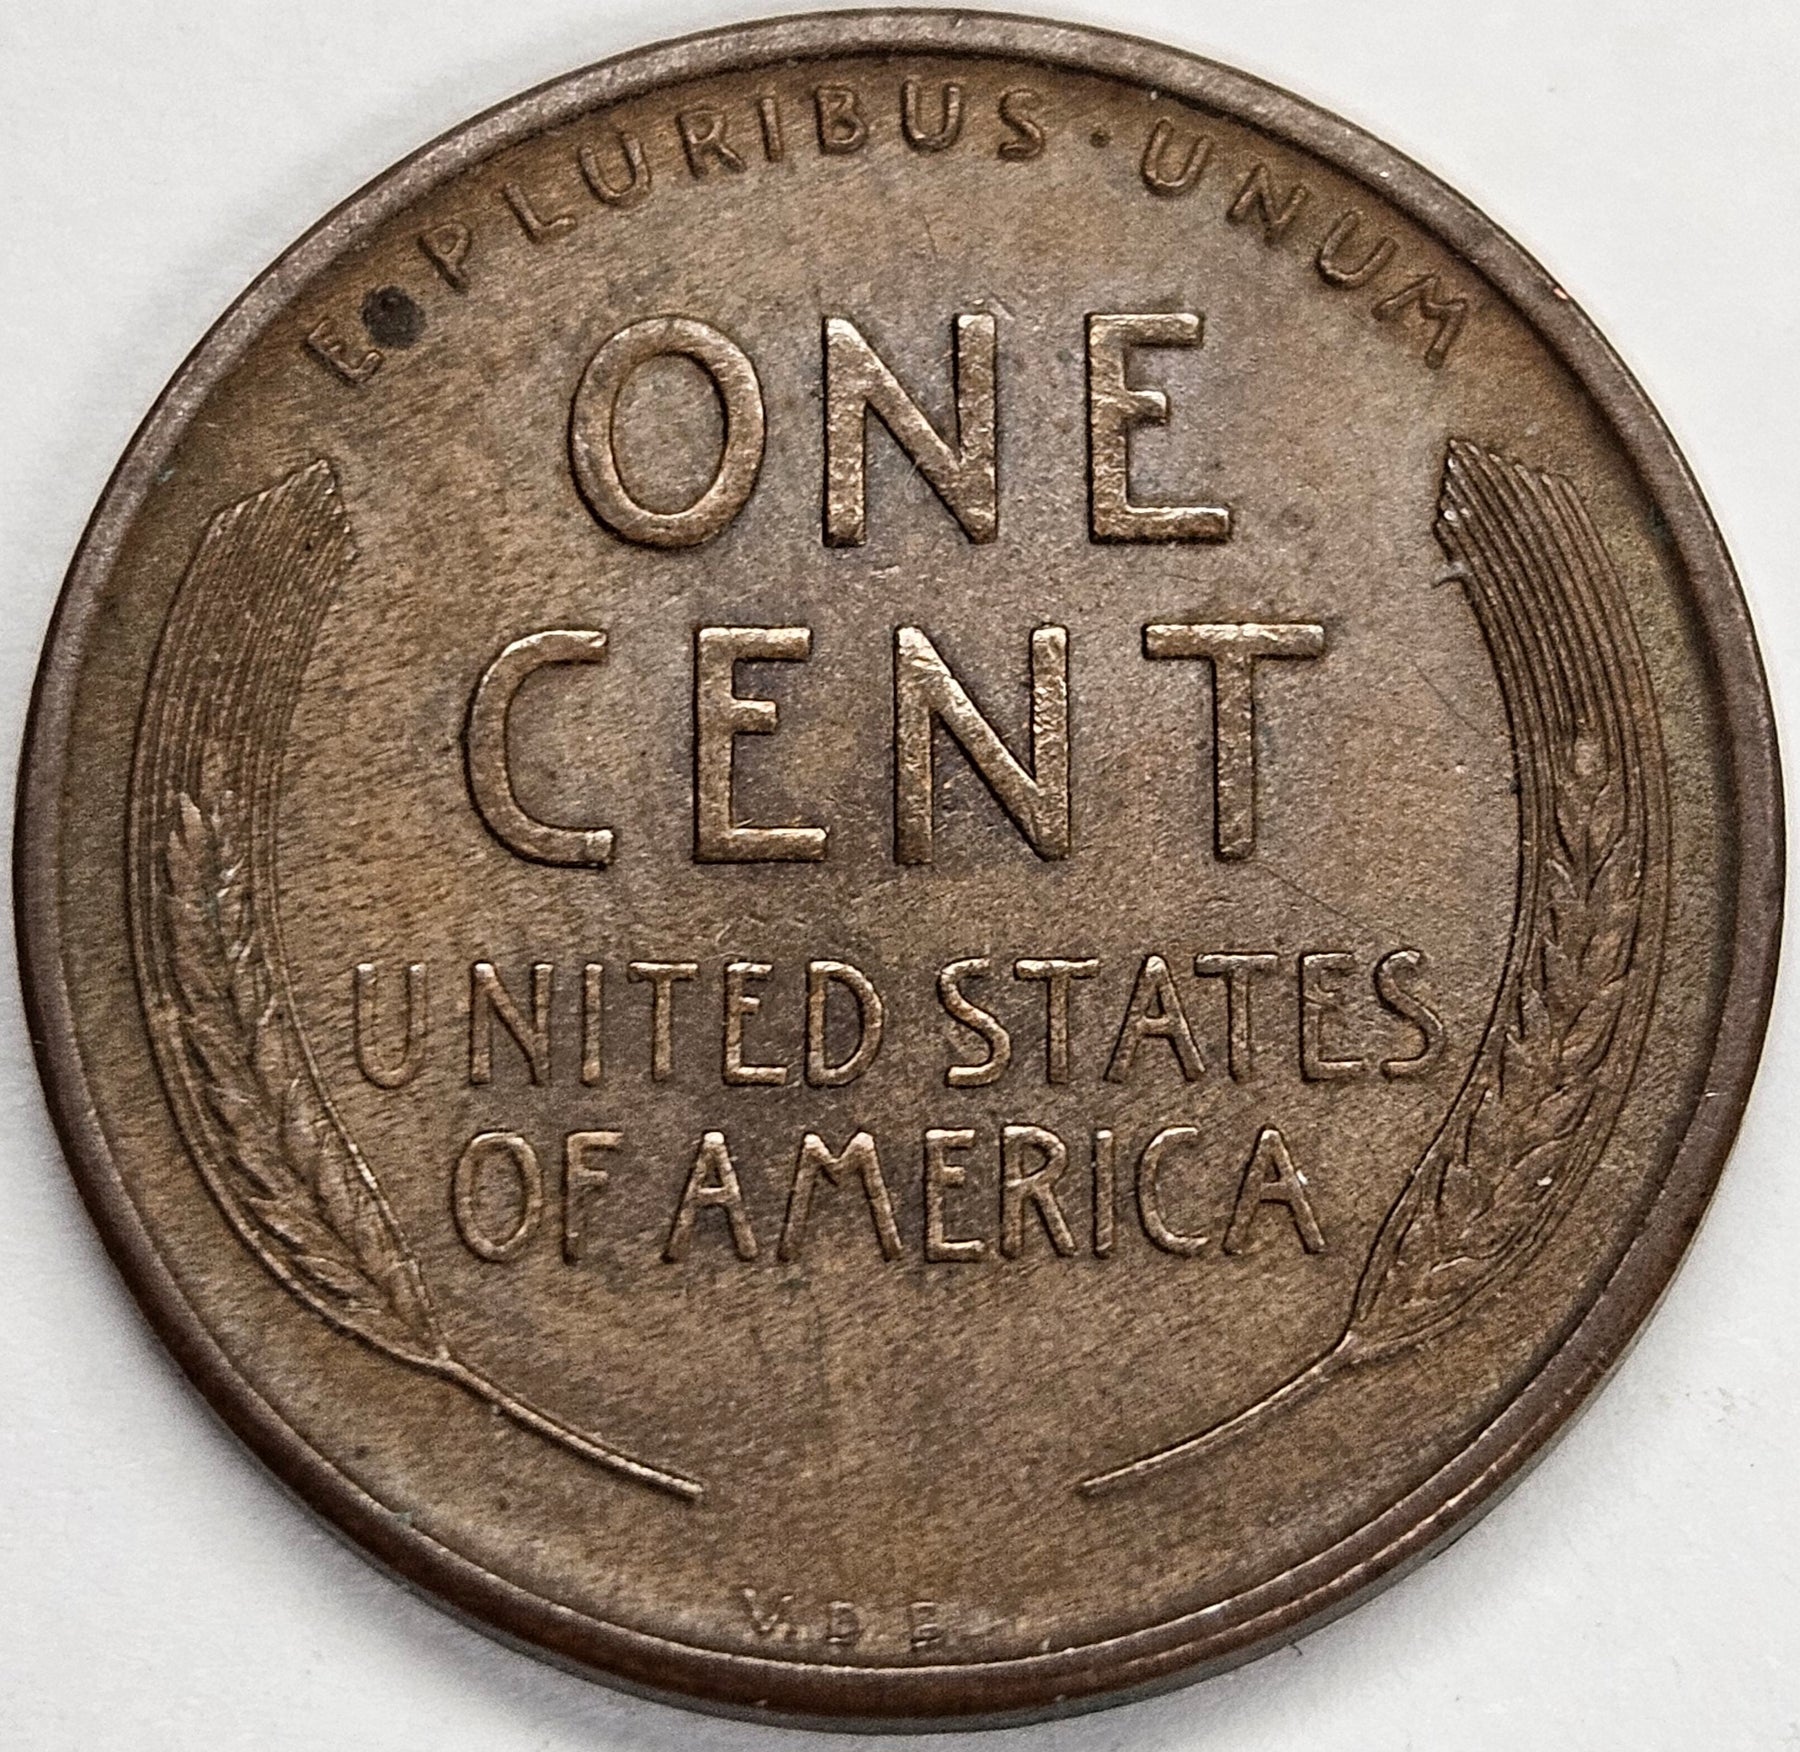 E·PLURIBUS·UNUM
ONE
CENT
UNITED STATES
OF AMERICA
V.D.B.